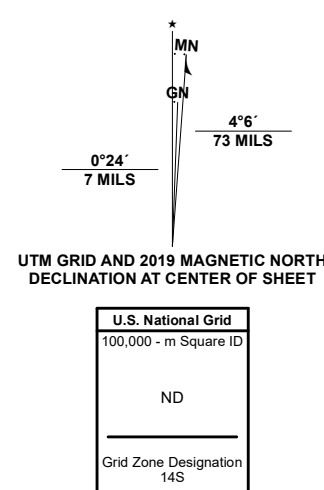 ★
MN
GN
4°6´
73 MILS
0°24´
7 MILS
UTM GRID AND 2019 MAGNETIC NORTH
DECLINATION AT CENTER OF SHEET
U.S. National Grid
100,000 - m Square ID
ND
Grid Zone Designation
14S